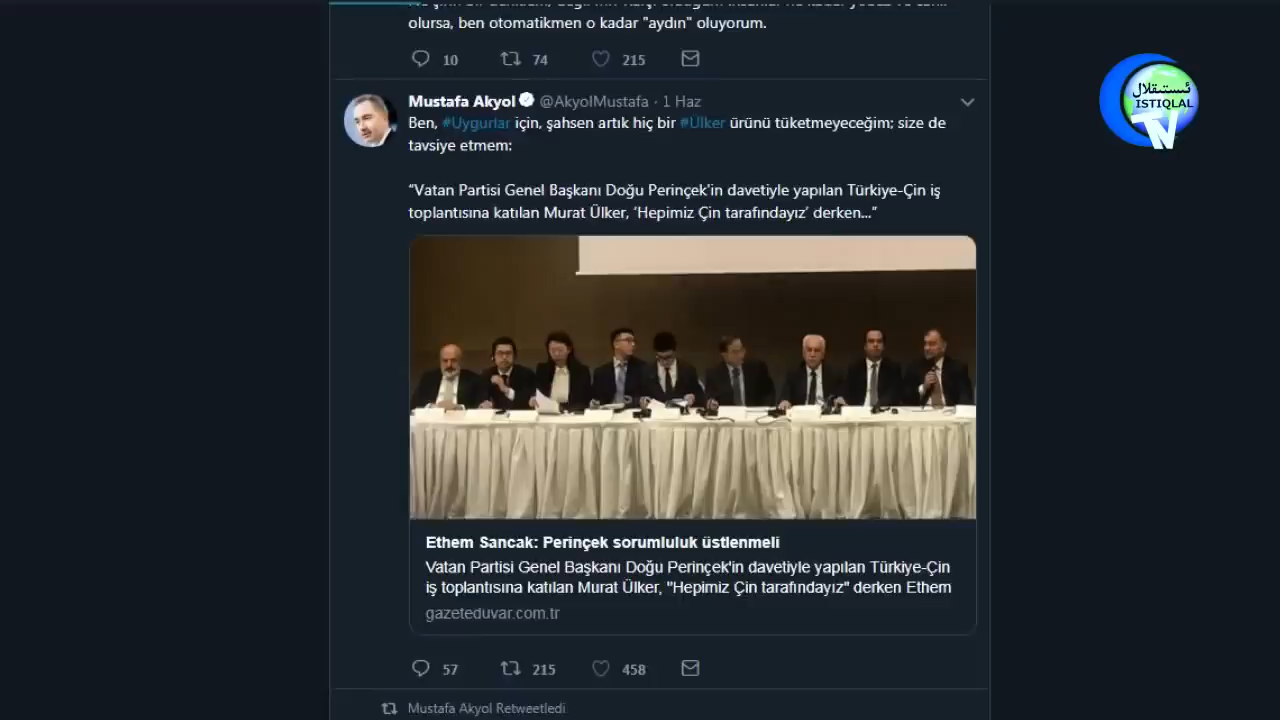 olursa, ben otomatikmen o kadar "aydın" oluyorum.
10 74 215
Mustafa Akyol @AkyolMustafa · 1 Haz
Ben, #Uygurlar için, şahsen artık hiç bir #Ülker ürünü tüketmeyeceğim; size de
tavsiye etmem:
“Vatan Partisi Genel Başkanı Doğu Perinçek'in davetiyle yapılan Türkiye-Çin iş
toplantısına katılan Murat Ülker, ‘Hepimiz Çin tarafındayız’ derken...”
Ethem Sancak: Perinçek sorumluluk üstlenmeli
Vatan Partisi Genel Başkanı Doğu Perinçek'in davetiyle yapılan Türkiye-Çin
iş toplantısına katılan Murat Ülker, "Hepimiz Çin tarafındayız" derken Ethem
gazeteduvar.com.tr
57 215 458
Mustafa Akyol Retweetledi
ئىستىقلال
ISTIQLAL
TV